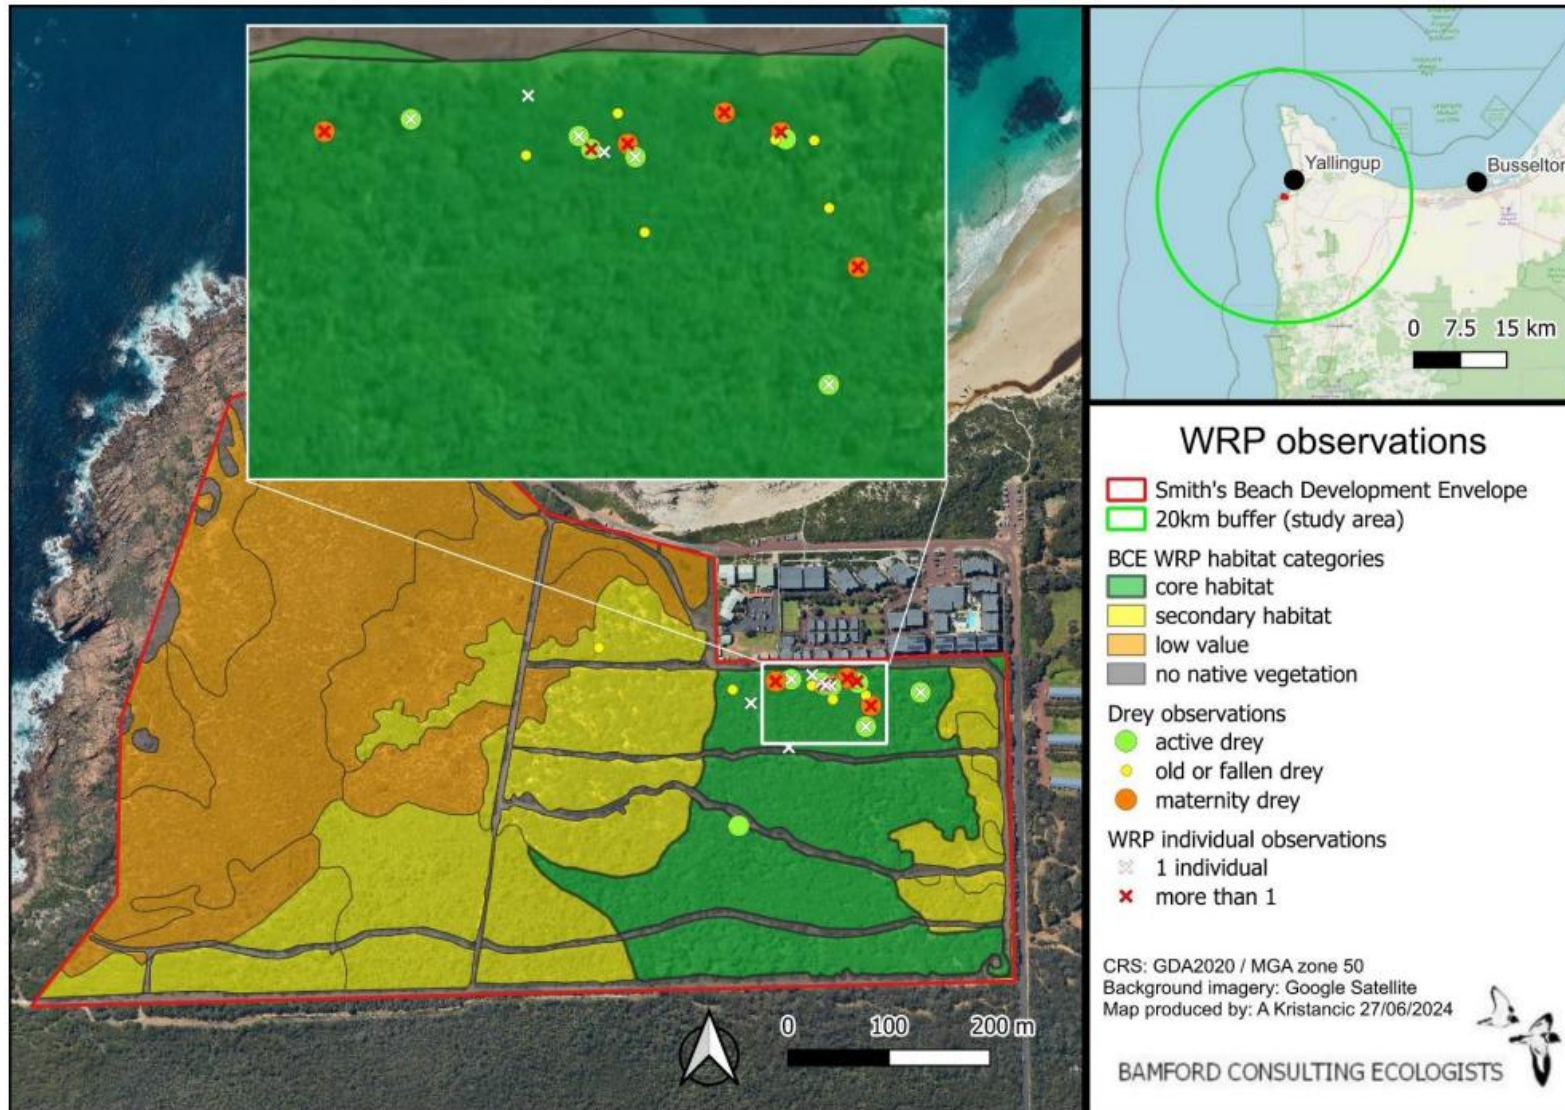 Yallingup
Busselton
0 7.5 15 km
WRP observations
Smith's Beach Development Envelope
20km buffer (study area)
BCE WRP habitat categories
core habitat
secondary habitat
low value
no native vegetation
Drey observations
active drey
old or fallen drey
maternity drey
WRP individual observations
1 individual
more than 1
CRS: GDA2020 / MGA zone 50
Background imagery: Google Satellite
Map produced by: A Kristancic 27/06/2024
BAMFORD CONSULTING ECOLOGISTS
0 100 200 m